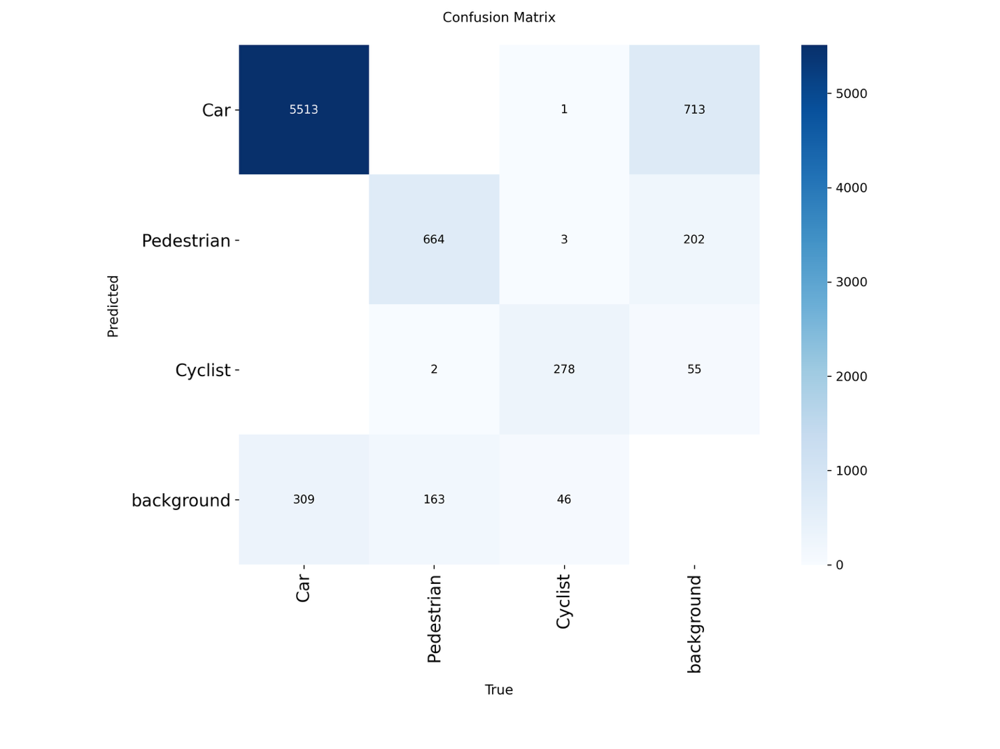 Confusion Matrix
Car
5513
1
713
5000
4000
Pedestrian
664
3
202
3000
Predicted
Cyclist
2
278
55
2000
1000
background
309
163
46
0
Car
Pedestrian
Cyclist
background
True